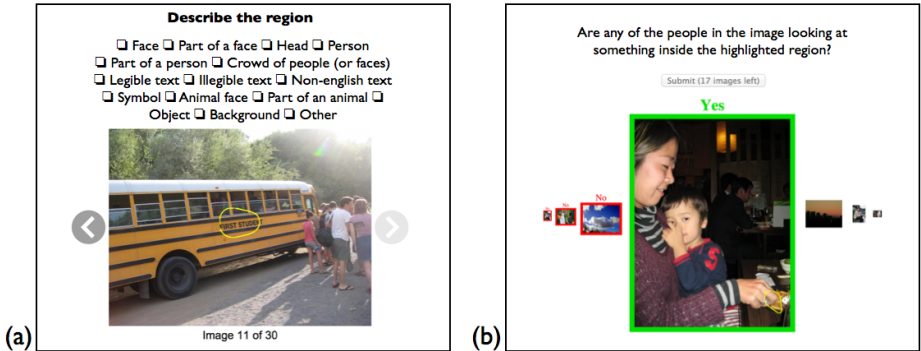 Describe the region
❏ Face ❏ Part of a face ❏ Head ❏ Person
❏ Part of a person ❏ Crowd of people (or faces)
❏ Legible text ❏ Illegible text ❏ Non-english text
❏ Symbol ❏ Animal face ❏ Part of an animal ❏
Object ❏ Background ❏ Other
FIRST STUDENT
Image 11 of 30
(a)
Are any of the people in the image looking at
something inside the highlighted region?
Submit (17 images left)
Yes
No
No
No
(b)